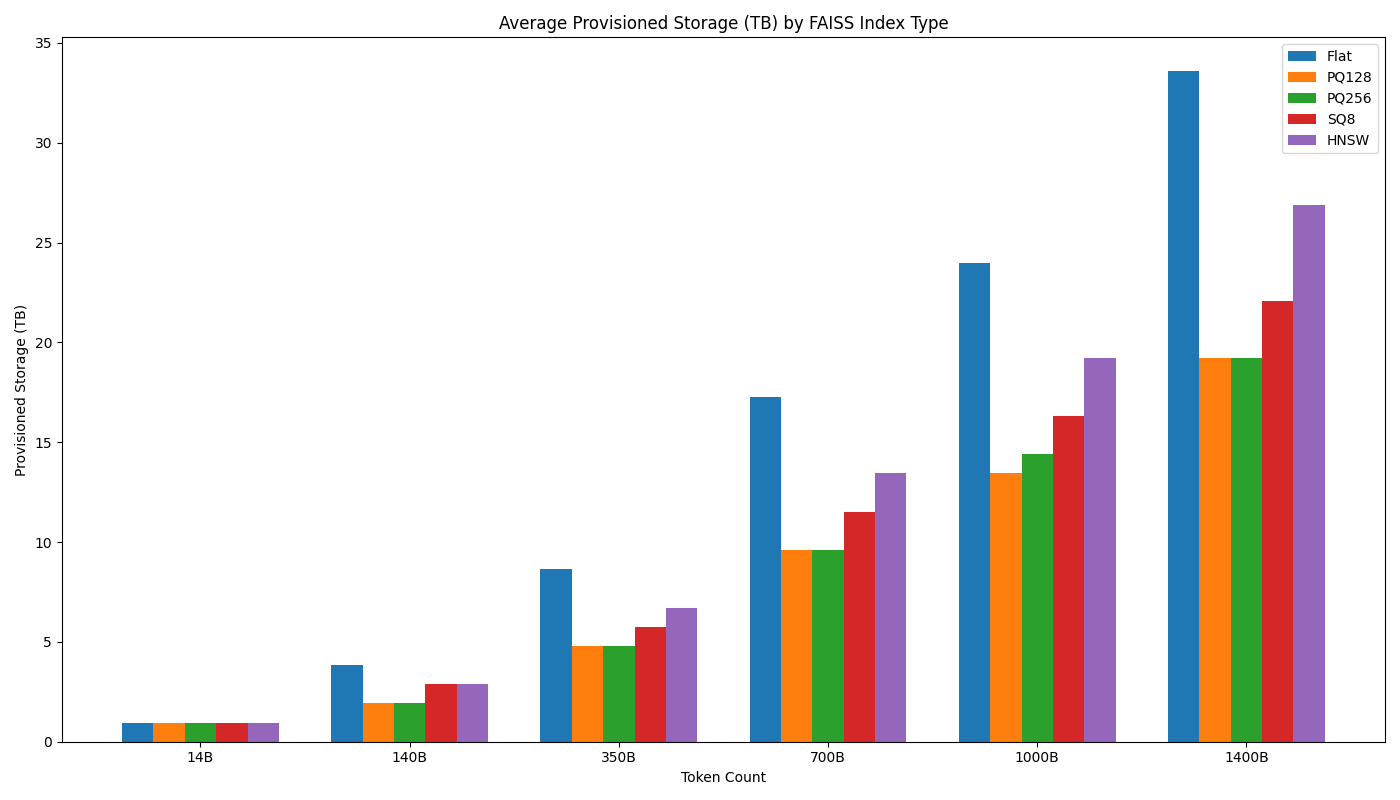 Average Provisioned Storage (TB) by FAISS Index Type
Flat
PQ128
PQ256
SQ8
HNSW
Provisioned Storage (TB)
35
30
25
20
15
10
5
0
14B
140B
350B
700B
1000B
1400B
Token Count